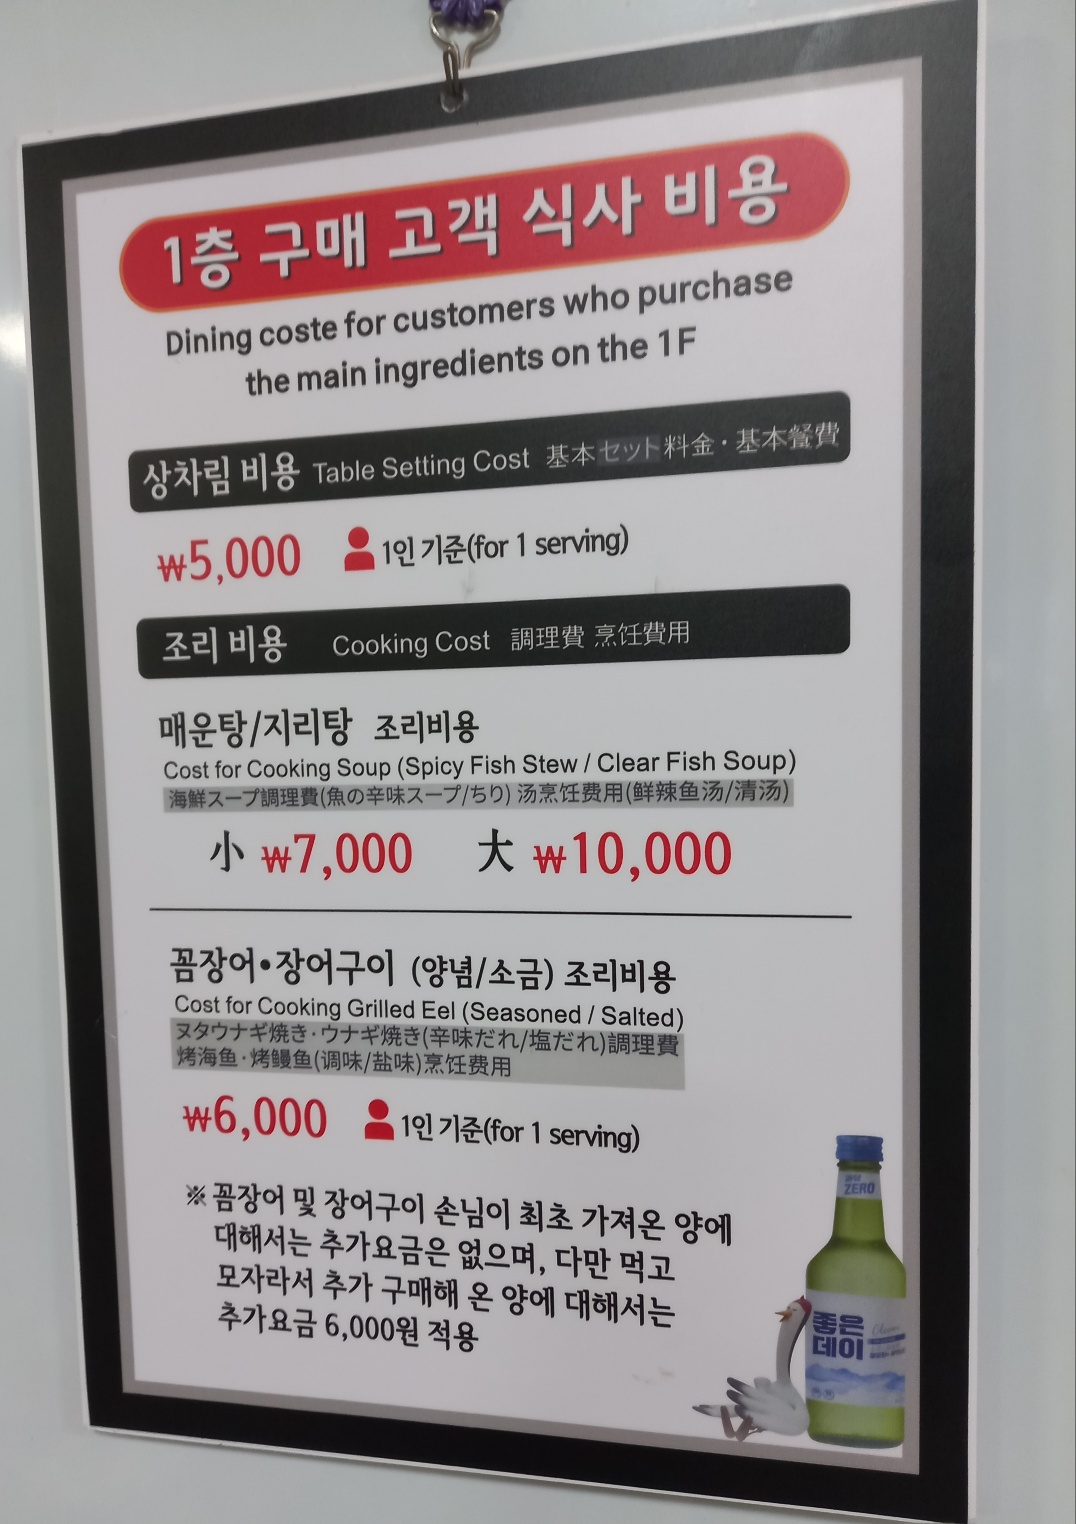 1층 구매 고객 식사 비용
Dining coste for customers who purchase
the main ingredients on the 1F
상차림 비용 Table Setting Cost 基本セット料金・基本餐費
₩5,000 1인 기준(for 1 serving)
조리 비용 Cooking Cost 調理費 烹饪費用
매운탕/지리탕 조리비용
Cost for Cooking Soup (Spicy Fish Stew / Clear Fish Soup)
海鮮スープ調理費(魚の辛味スープ/ちり) 汤烹饪费用(鲜辣鱼汤/清汤)
小 ₩7,000 大 ₩10,000
꼼장어•장어구이 (양념/소금) 조리비용
Cost for Cooking Grilled Eel (Seasoned / Salted)
ヌタウナギ焼き・ウナギ焼き(辛味だれ/塩だれ)調理費
烤海鱼·烤鳗鱼(调味/盐味)烹饪费用
₩6,000 1인 기준(for 1 serving)
※ 꼼장어 및 장어구이 손님이 최초 가져온 양에
대해서는 추가요금은 없으며, 다만 먹고
모자라서 추가 구매해 온 양에 대해서는
추가요금 6,000원 적용
ZERO
좋은
데이